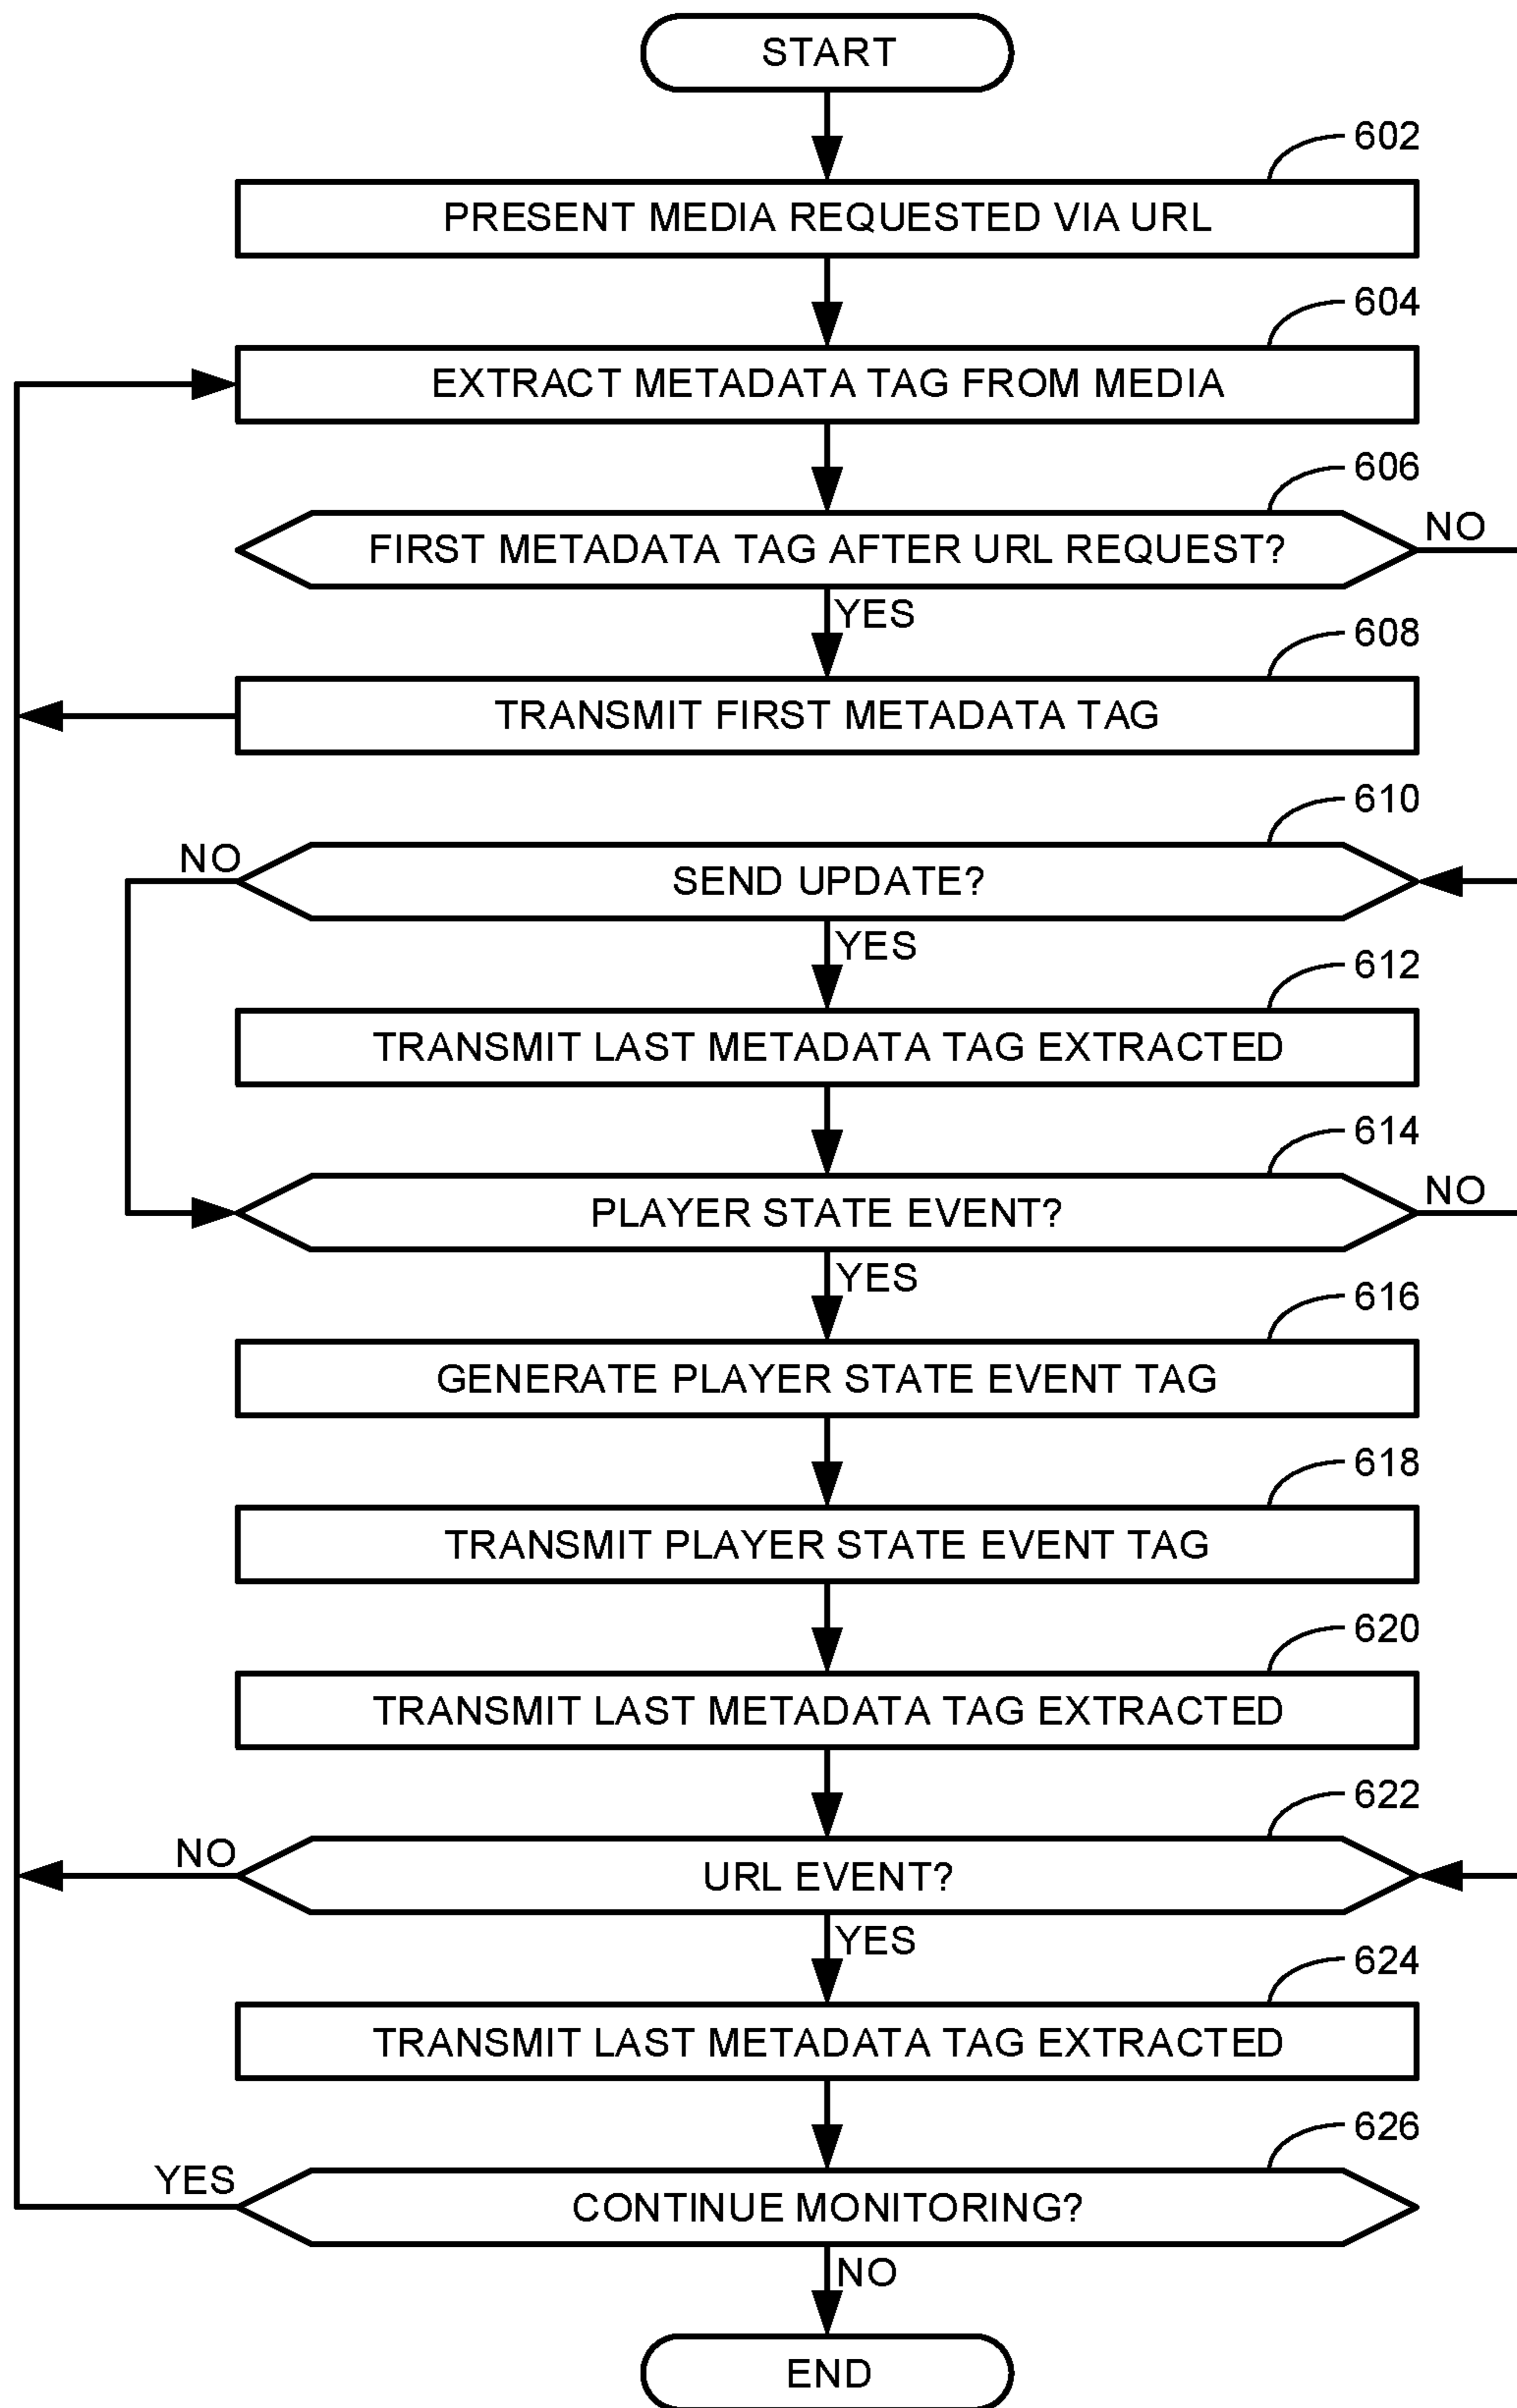 START
602
PRESENT MEDIA REQUESTED VIA URL
604
EXTRACT METADATA TAG FROM MEDIA
606
FIRST METADATA TAG AFTER URL REQUEST?
NO
YES
608
TRANSMIT FIRST METADATA TAG
610
NO
SEND UPDATE?
YES
612
TRANSMIT LAST METADATA TAG EXTRACTED
614
PLAYER STATE EVENT?
NO
YES
616
GENERATE PLAYER STATE EVENT TAG
618
TRANSMIT PLAYER STATE EVENT TAG
620
TRANSMIT LAST METADATA TAG EXTRACTED
622
NO
URL EVENT?
YES
624
TRANSMIT LAST METADATA TAG EXTRACTED
626
YES
CONTINUE MONITORING?
NO
END